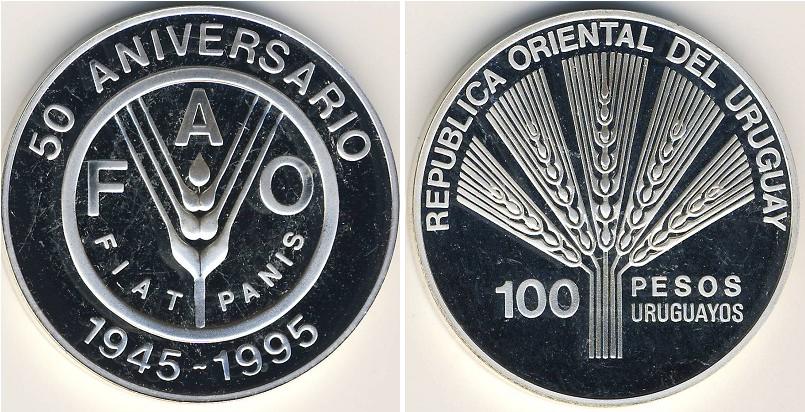 50 ANIVERSARIO
F A O
FIAT PANIS
1945-1995
REPUBLICA ORIENTAL DEL URUGUAY
100 PESOS
URUGUAYOS